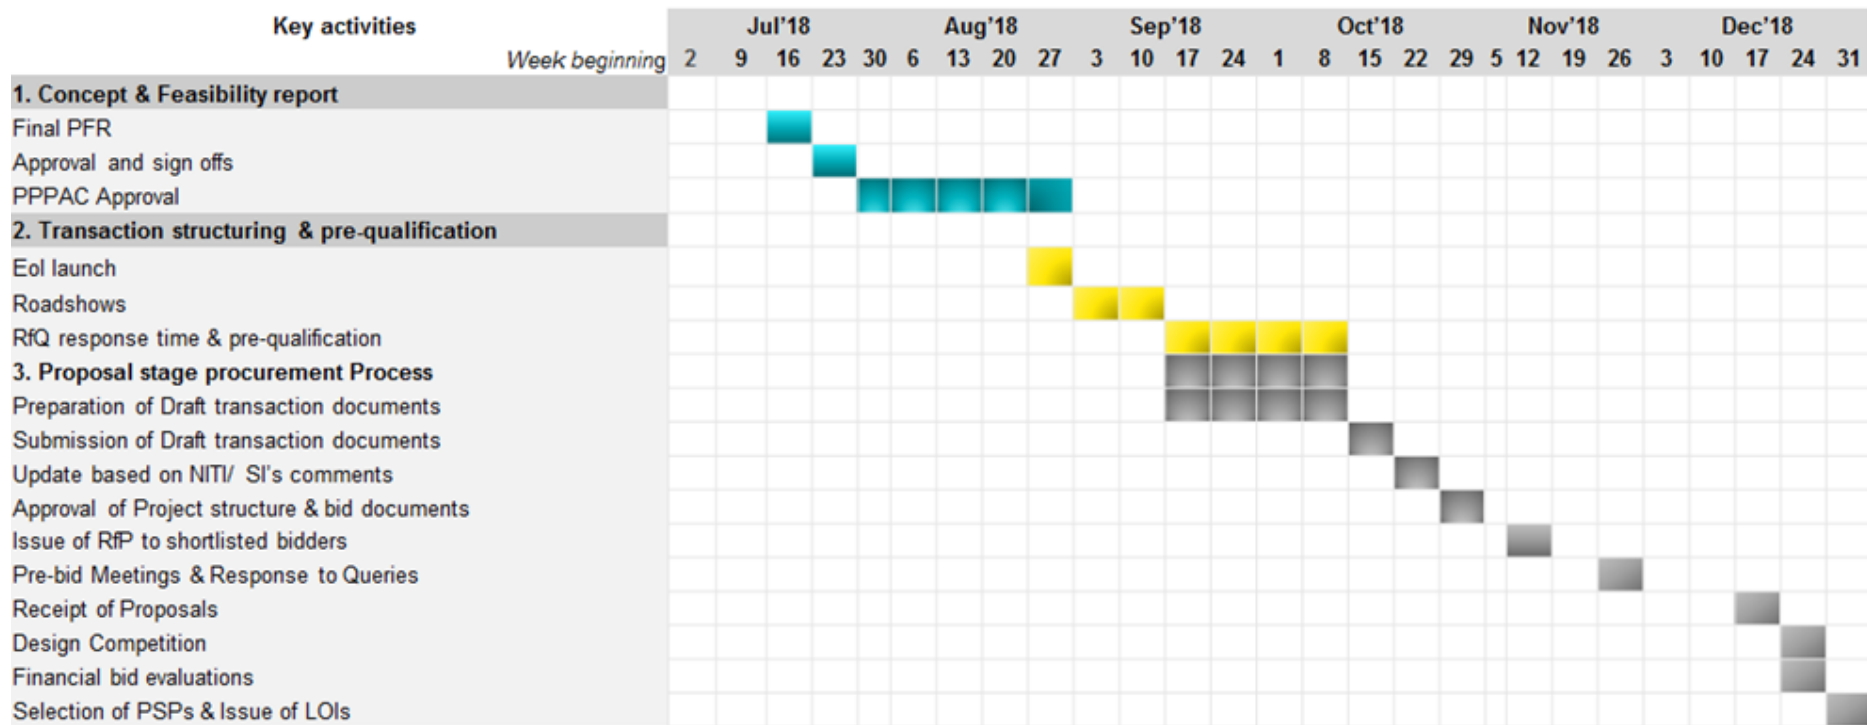 Key activities Jul’18 Aug’18 Sep’18 Oct’18 Nov’18 Dec’18
Week beginning 2 9 16 23 30 6 13 20 27 3 10 17 24 1 8 15 22 29 5 12 19 26 3 10 17 24 31
1. Concept & Feasibility report
Final PFR
Approval and sign offs
PPPAC Approval
2. Transaction structuring & pre-qualification
EoI launch
Roadshows
RfQ response time & pre-qualification
3. Proposal stage procurement Process
Preparation of Draft transaction documents
Submission of Draft transaction documents
Update based on NITI/ SI's comments
Approval of Project structure & bid documents
Issue of RfP to shortlisted bidders
Pre-bid Meetings & Response to Queries
Receipt of Proposals
Design Competition
Financial bid evaluations
Selection of PSPs & Issue of LOIs